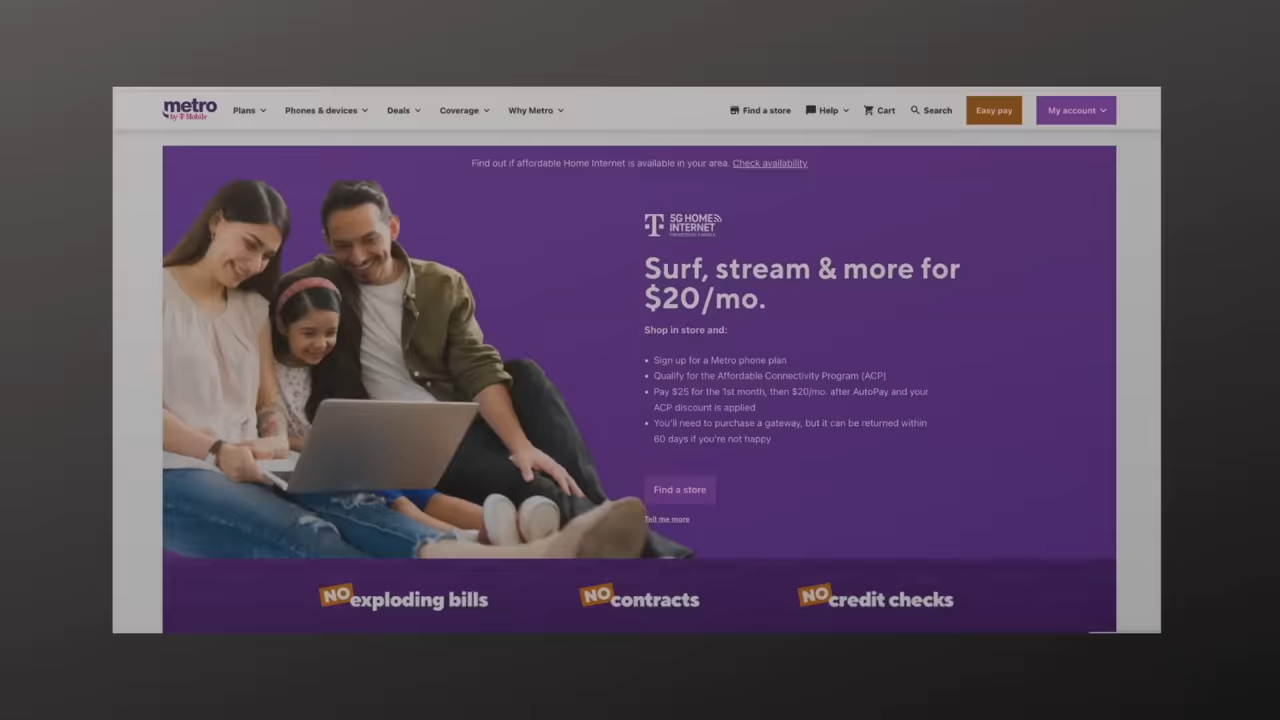 metro
by T Mobile
Plans
Phones & devices
Deals
Coverage
Why Metro
Find a store
Help
Cart
Search
Easy pay
My account
Find out if affordable Home Internet is available in your area. Check availability
T 5G HOME
INTERNET
Surf, stream & more for
$20/mo.
Shop in store and:
• Sign up for a Metro phone plan
• Qualify for the Affordable Connectivity Program (ACP)
• Pay $25 for the 1st month, then $20/mo. after AutoPay and your
ACP discount is applied
• You'll need to purchase a gateway, but it can be returned within
60 days if you're not happy
Find a store
Tell me more
NO exploding bills
NO contracts
NO credit checks